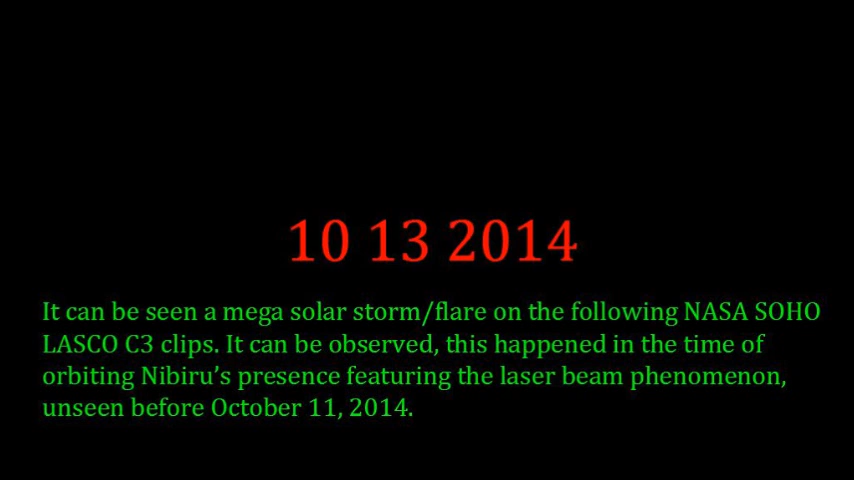 10 13 2014
It can be seen a mega solar storm/flare on the following NASA SOHO
LASCO C3 clips. It can be observed, this happened in the time of
orbiting Nibiru’s presence featuring the laser beam phenomenon,
unseen before October 11, 2014.